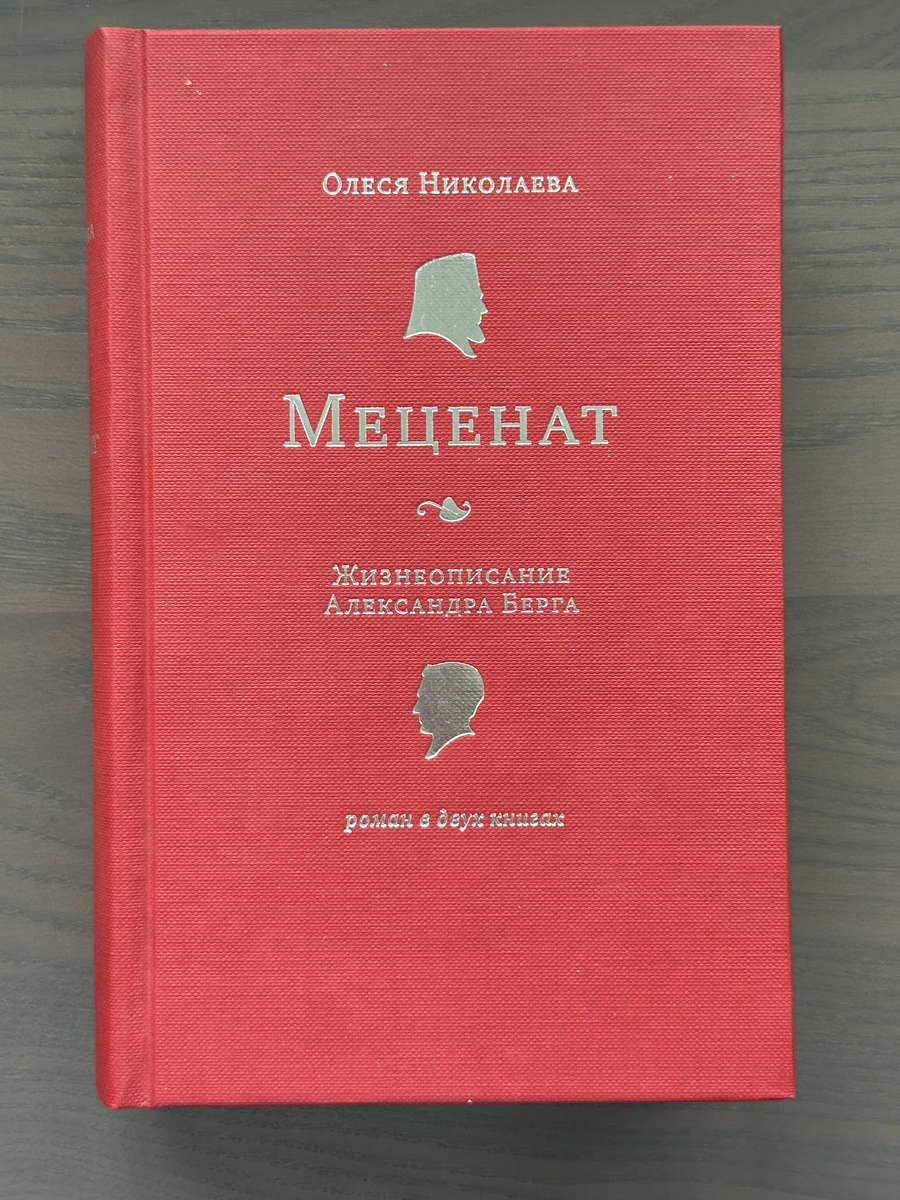 Олеся Николаева
Меценат
Жизнеописание
Александра Берга
роман в двух книгах